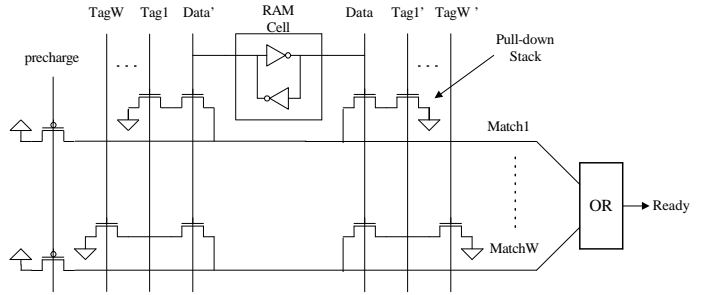 TagW Tag1 Data’ RAM Cell Data Tag1’ TagW ’
. . .
. . .
Pull-down
Stack
precharge
Match1
OR
Ready
MatchW